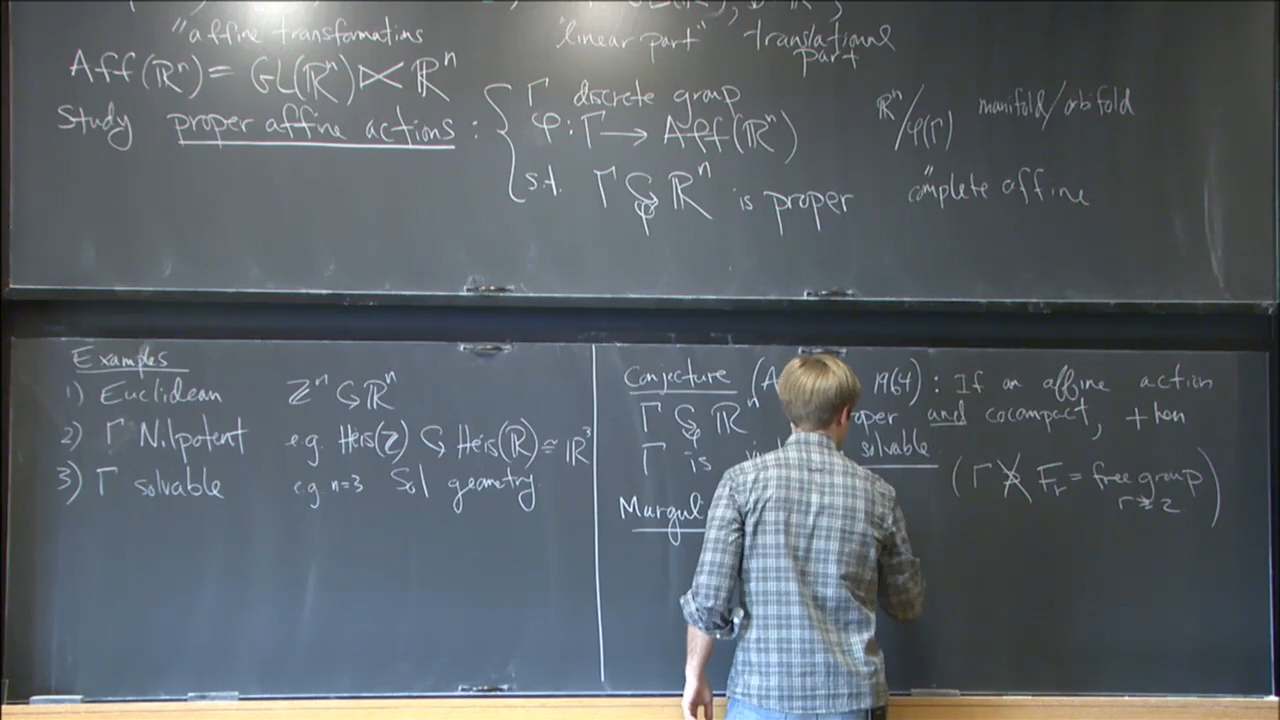 "affine transformations "linear part" translational part
Aff(ℝⁿ) = GL(ℝⁿ) ⋉ ℝⁿ
Study proper affine actions : { Γ discrete group
φ : Γ → Aff(ℝⁿ)
s.t. Γ ↻_φ ℝⁿ is proper
ℝⁿ/φ(Γ) manifold/orbifold
"complete affine
Examples
1) Euclidean ℤⁿ ↻ ℝⁿ
2) Γ Nilpotent e.g. Heis(ℤ) ↻ Heis(ℝ) ≅ ℝ³
3) Γ solvable e.g. n=3 Sol geometry
Conjecture (A 1964) : If an affine action
Γ ↻_φ ℝⁿ and cocompact, then
Γ is solvable
(Γ ≯ F_r = free group r ≥ 2)